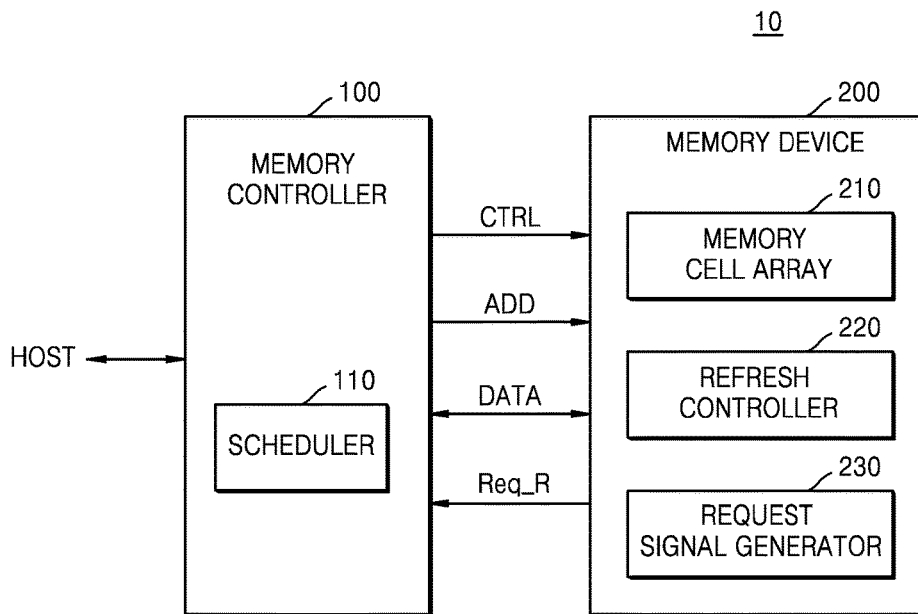 10
100
200
MEMORY
CONTROLLER
MEMORY DEVICE
210
CTRL
MEMORY
CELL ARRAY
ADD
HOST
220
110
DATA
REFRESH
CONTROLLER
SCHEDULER
230
Req_R
REQUEST
SIGNAL GENERATOR